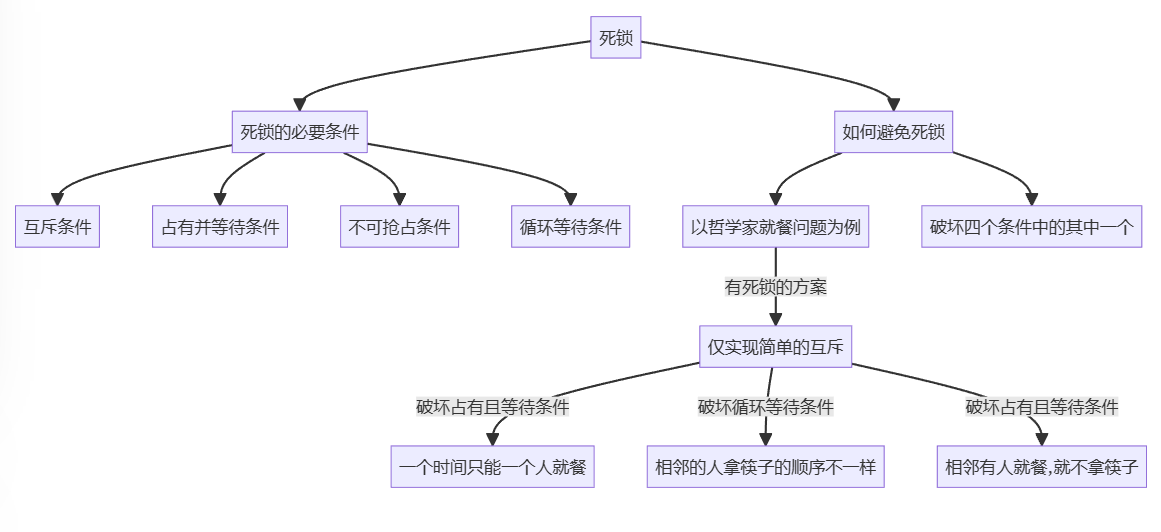 死锁
死锁的必要条件
如何避免死锁
互斥条件
占有并等待条件
不可抢占条件
循环等待条件
以哲学家就餐问题为例
破坏四个条件中的其中一个
有死锁的方案
仅实现简单的互斥
破坏占有且等待条件
破坏循环等待条件
破坏占有且等待条件
一个时间只能一个人就餐
相邻的人拿筷子的顺序不一样
相邻有人就餐,就不拿筷子